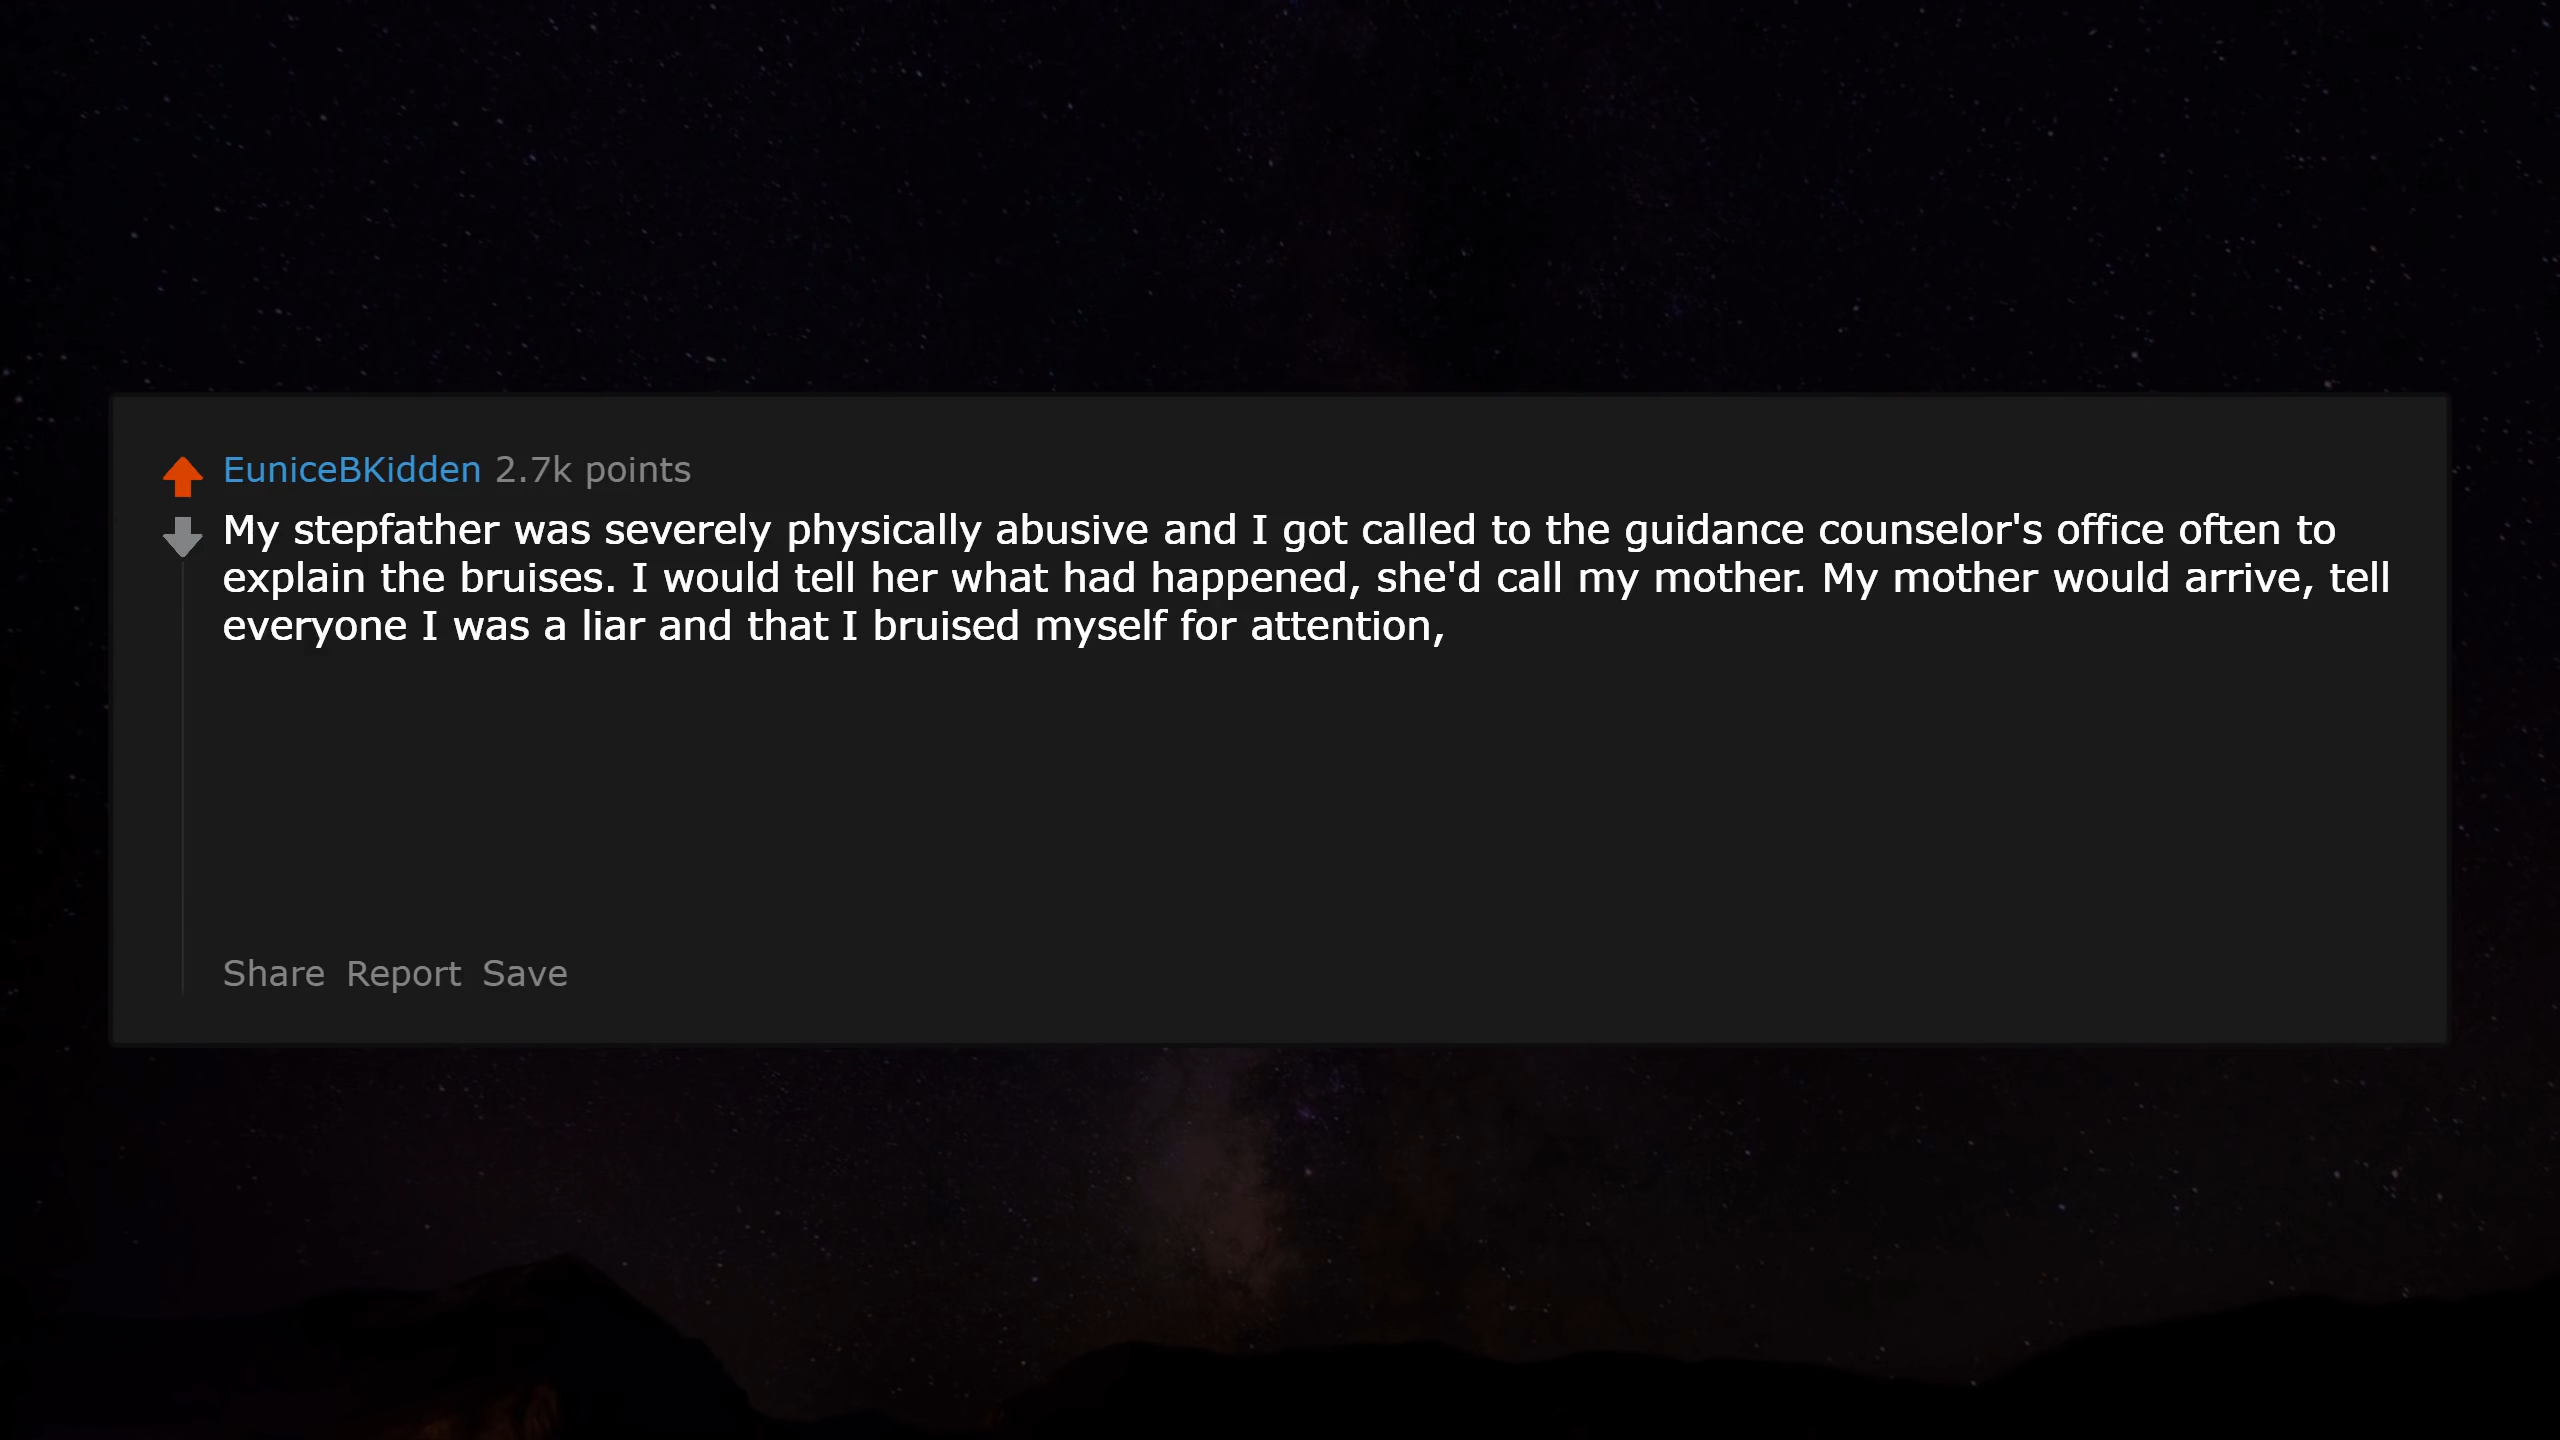 EuniceBKidden 2.7k points
My stepfather was severely physically abusive and I got called to the guidance counselor's office often to
explain the bruises. I would tell her what had happened, she'd call my mother. My mother would arrive, tell
everyone I was a liar and that I bruised myself for attention,
Share Report Save